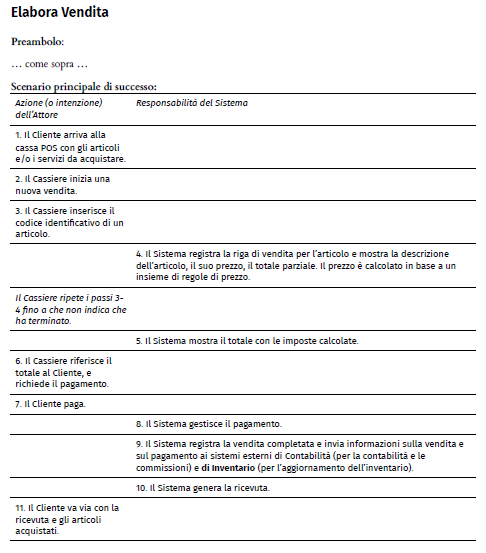 Elabora Vendita
Preambolo:
… come sopra …
Scenario principale di successo:
Azione (o intenzione)
dell'Attore
Responsabilità del Sistema
1. Il Cliente arriva alla
cassa POS con gli articoli
e/o i servizi da acquistare.
2. Il Cassiere inizia una
nuova vendita.
3. Il Cassiere inserisce il
codice identificativo di un
articolo.
4. Il Sistema registra la riga di vendita per l'articolo e mostra la descrizione
dell'articolo, il suo prezzo, il totale parziale. Il prezzo è calcolato in base a un
insieme di regole di prezzo.
Il Cassiere ripete i passi 3-
4 fino a che non indica che
ha terminato.
5. Il Sistema mostra il totale con le imposte calcolate.
6. Il Cassiere riferisce il
totale al Cliente, e
richiede il pagamento.
7. Il Cliente paga.
8. Il Sistema gestisce il pagamento.
9. Il Sistema registra la vendita completata e invia informazioni sulla vendita e
sul pagamento ai sistemi esterni di Contabilità (per la contabilità e le
commissioni) e di Inventario (per l'aggiornamento dell'inventario).
10. Il Sistema genera la ricevuta.
11. Il Cliente va via con la
ricevuta e gli articoli
acquistati.